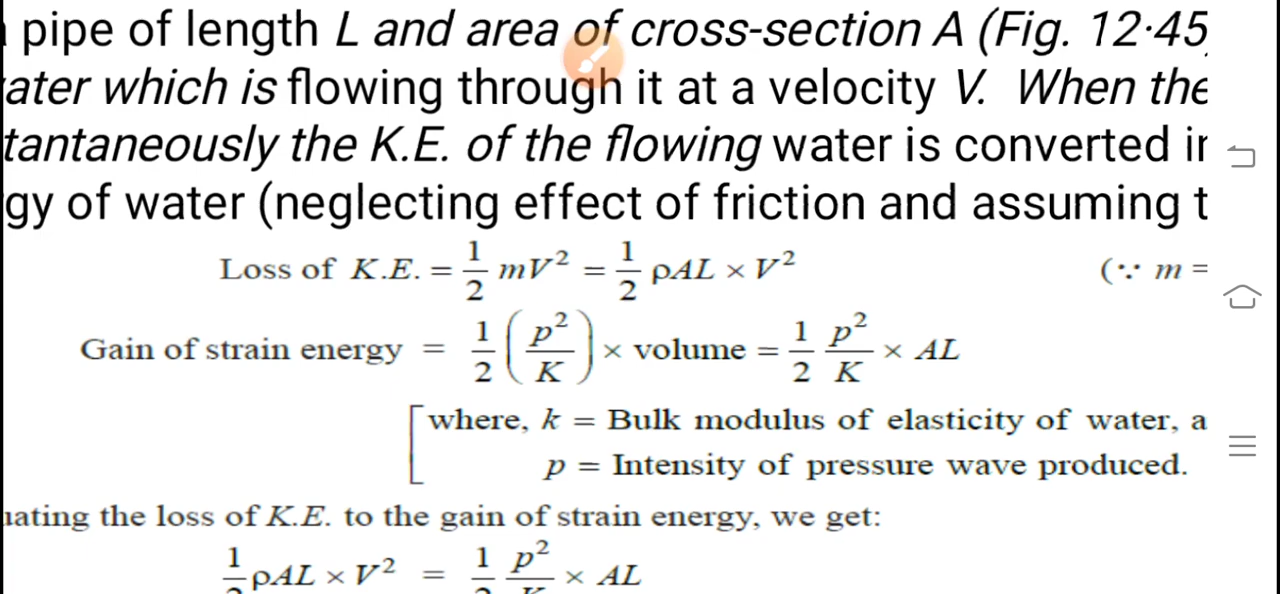 pipe of length L and area of cross-section A (Fig. 12·45
ater which is flowing through it at a velocity V. When the
tantaneously the K.E. of the flowing water is converted ir
gy of water (neglecting effect of friction and assuming t
Loss of K.E. = 1/2 mV² = 1/2 ρAL × V² (∵ m =
Gain of strain energy = 1/2 (p²/K) × volume = 1/2 p²/K × AL
[where, k = Bulk modulus of elasticity of water, a
p = Intensity of pressure wave produced.
uating the loss of K.E. to the gain of strain energy, we get:
1/2 ρAL × V² = 1/2 p²/K × AL